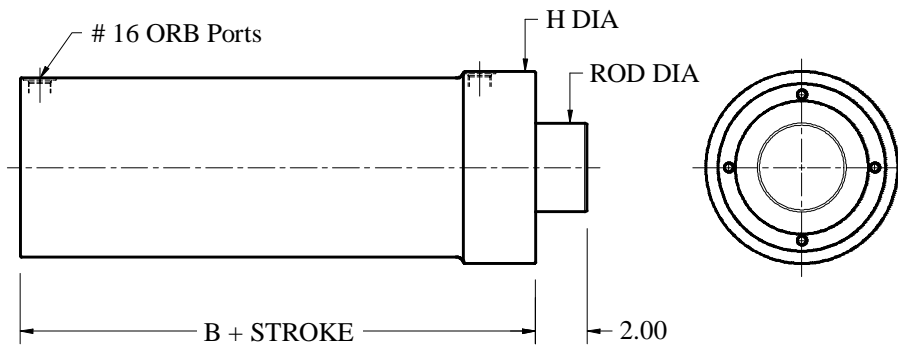 H DIA
# 16 ORB Ports
ROD DIA
B + STROKE
2.00